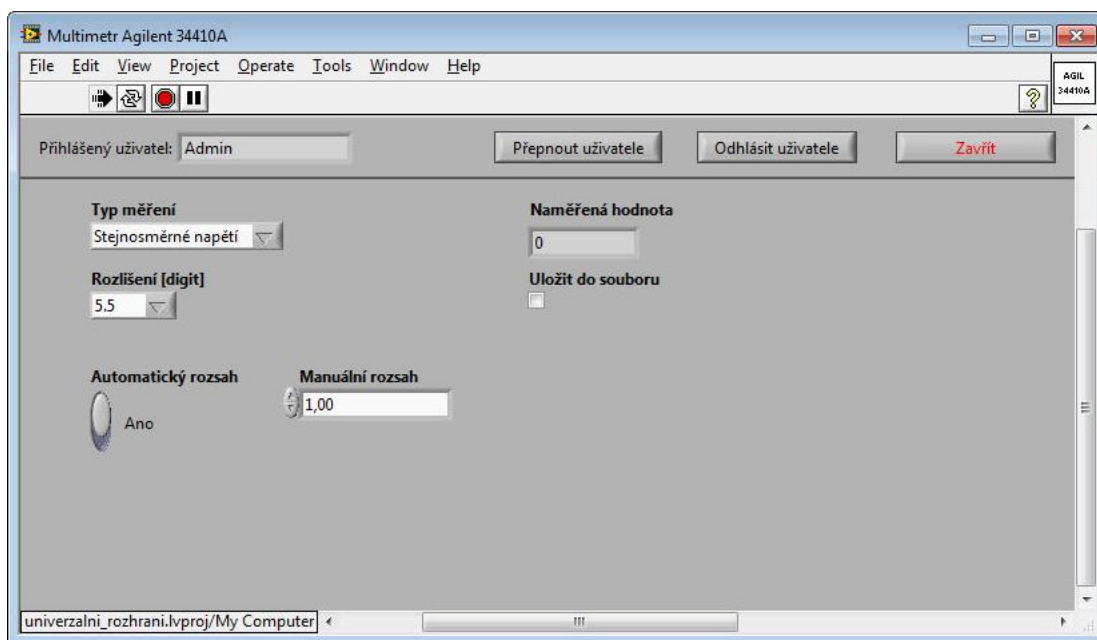 Multimetr Agilent 34410A
File Edit View Project Operate Tools Window Help
AGIL
34410A
Přihlášený uživatel: Admin Přepnout uživatele Odhlásit uživatele Zavřít
Typ měření Naměřená hodnota
Stejnosměrné napětí 0
Rozlišení [digit] Uložit do souboru
5.5
Automatický rozsah Manuální rozsah
Ano 1,00
univerzalni_rozhrani.lvproj/My Computer